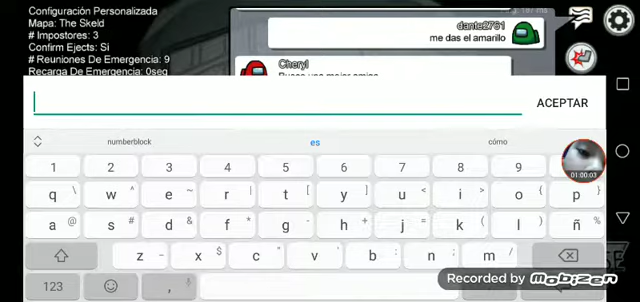 Configuración Personalizada
Mapa: The Skeld
# Impostores: 3
Confirm Ejects: Sí
# Reuniones De Emergencia: 9
Recarga De Emergencia: 0seg
dante2761
me das el amarillo
Cheryl
ACEPTAR
numberblock
es
cómo
1 2 3 4 5 6 7 8 9
01:00:03
q \ w ^ e ~ r | t [ y ] u < i > o { p }
a @ s # d & f * g - h + j = k ( l ) ñ %
z _ x $ c " v ' b : n ; m /
123 ,
Recorded by Mobizen